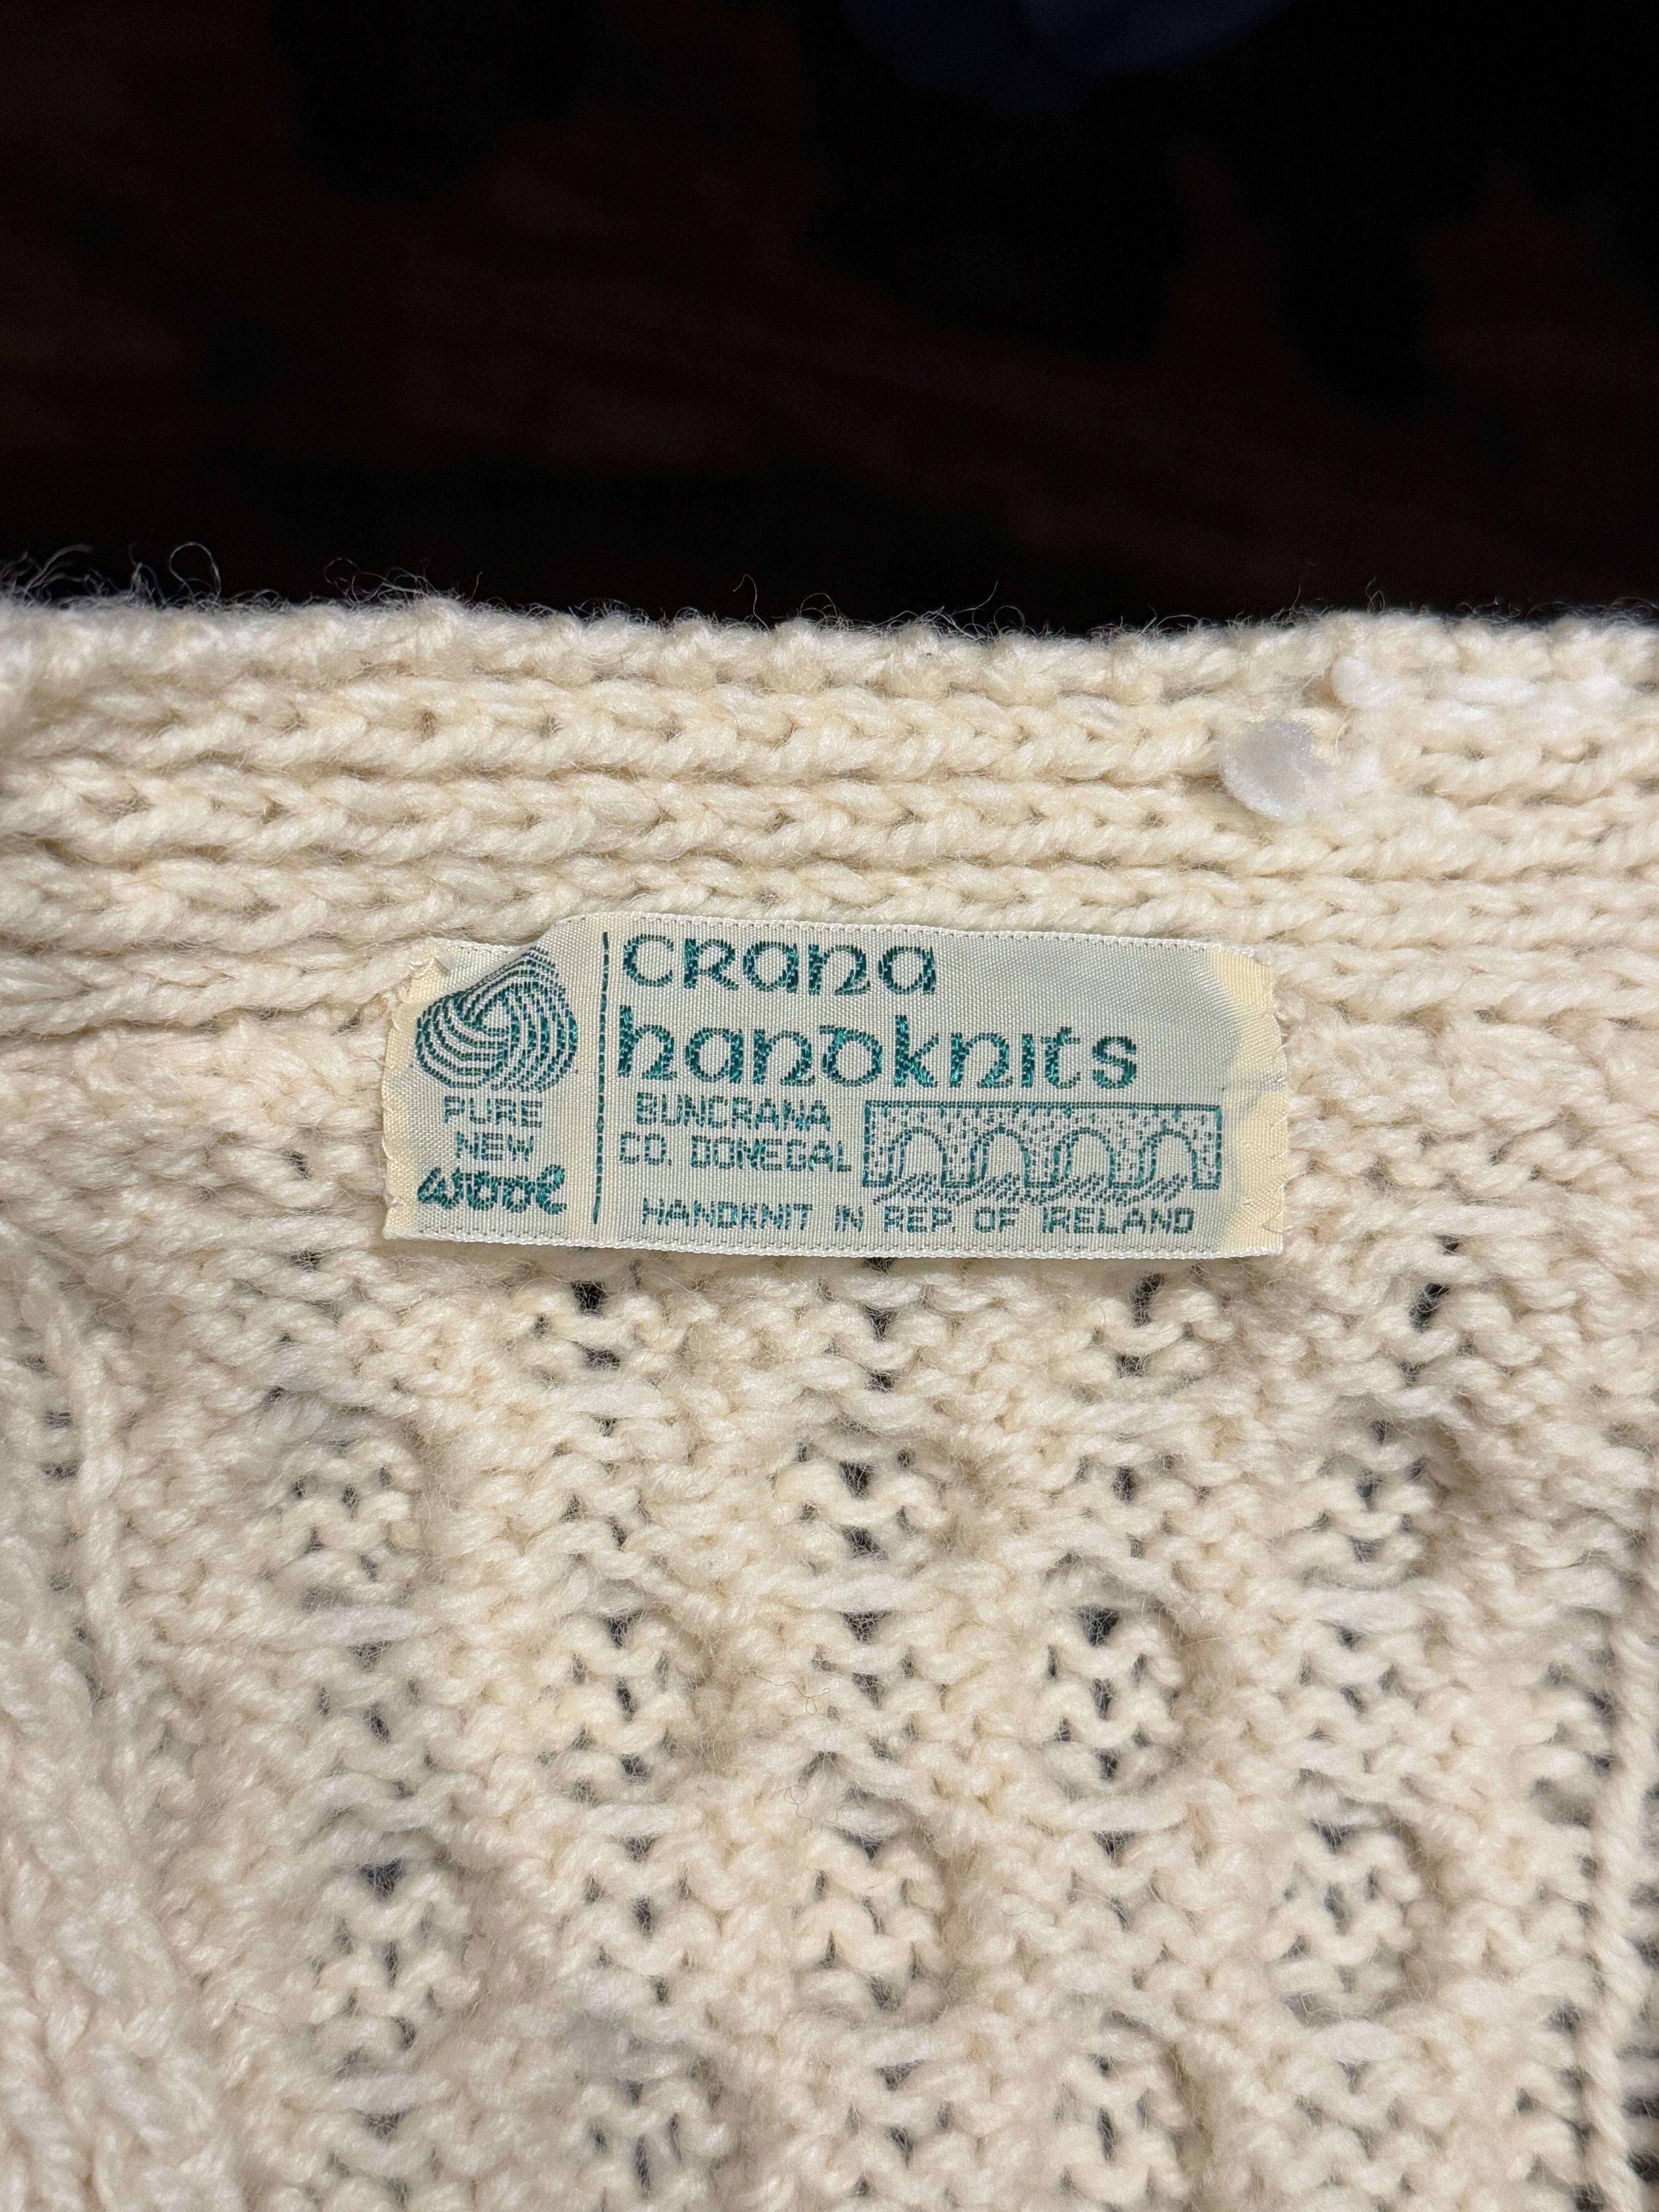 crana
handknits
PURE
NEW
wool
BUNCRANA
CO. DONEGAL
HANDKNIT IN REP. OF IRELAND